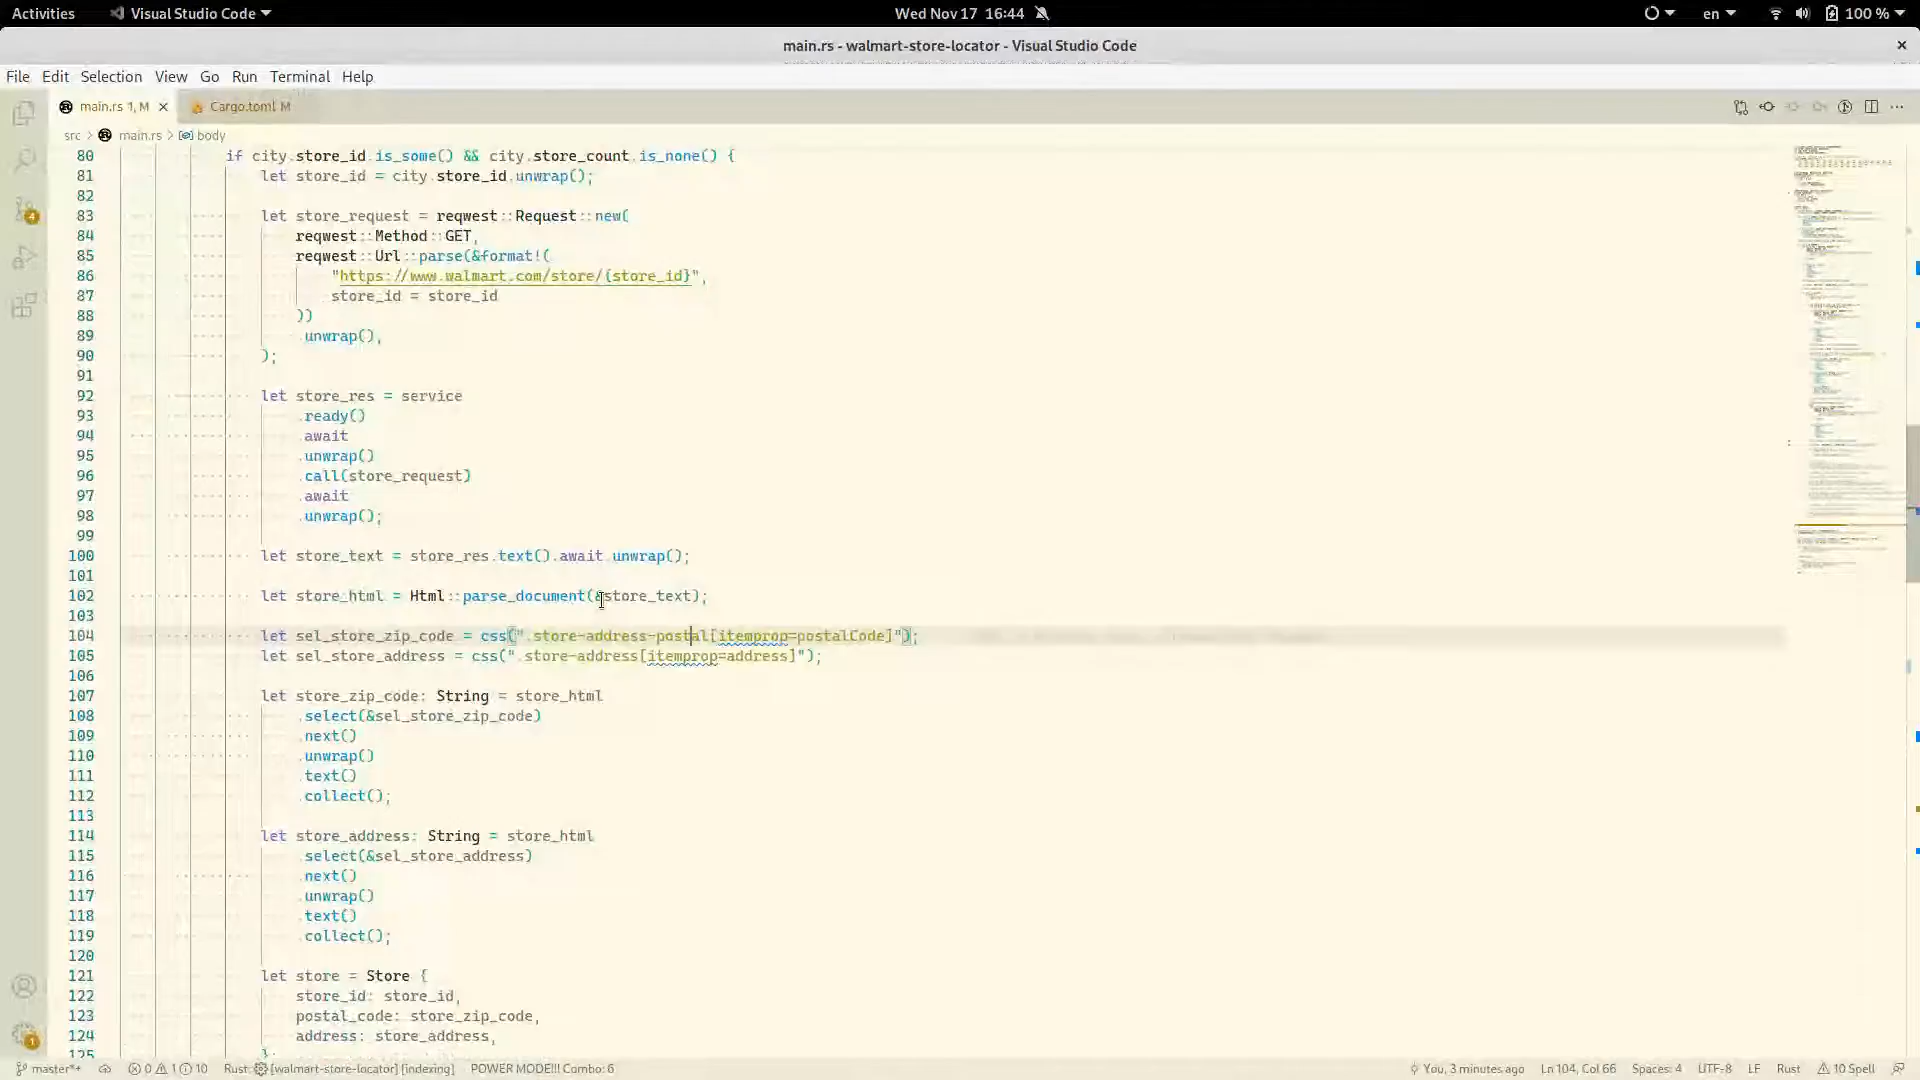 Activities Visual Studio Code Wed Nov 17 16:44 en 100 %
main.rs - walmart-store-locator - Visual Studio Code
File Edit Selection View Go Run Terminal Help
main.rs 1, M Cargo.toml M
src > main.rs > body
80 if city.store_id.is_some() && city.store_count.is_none() {
81 let store_id = city.store_id.unwrap();
82
83 let store_request = reqwest::Request::new(
84 reqwest::Method::GET,
85 reqwest::Url::parse(&format!(
86 "https://www.walmart.com/store/{store_id}",
87 store_id = store_id
88 ))
89 .unwrap(),
90 );
91
92 let store_res = service
93 .ready()
94 .await
95 .unwrap()
96 .call(store_request)
97 .await
98 .unwrap();
99
100 let store_text = store_res.text().await.unwrap();
101
102 let store_html = Html::parse_document(&store_text);
103
104 let sel_store_zip_code = css(".store-address-postal[itemprop=postalCode]");
105 let sel_store_address = css(".store-address[itemprop=address]");
106
107 let store_zip_code: String = store_html
108 .select(&sel_store_zip_code)
109 .next()
110 .unwrap()
111 .text()
112 .collect();
113
114 let store_address: String = store_html
115 .select(&sel_store_address)
116 .next()
117 .unwrap()
118 .text()
119 .collect();
120
121 let store = Store {
122 store_id: store_id,
123 postal_code: store_zip_code,
124 address: store_address,
125 };
master*+ 0 1 10 Rust: [walmart-store-locator] [indexing] POWER MODE!!! Combo: 6 You, 3 minutes ago Ln 104, Col 66 Spaces: 4 UTF-8 LF Rust 10 Spell